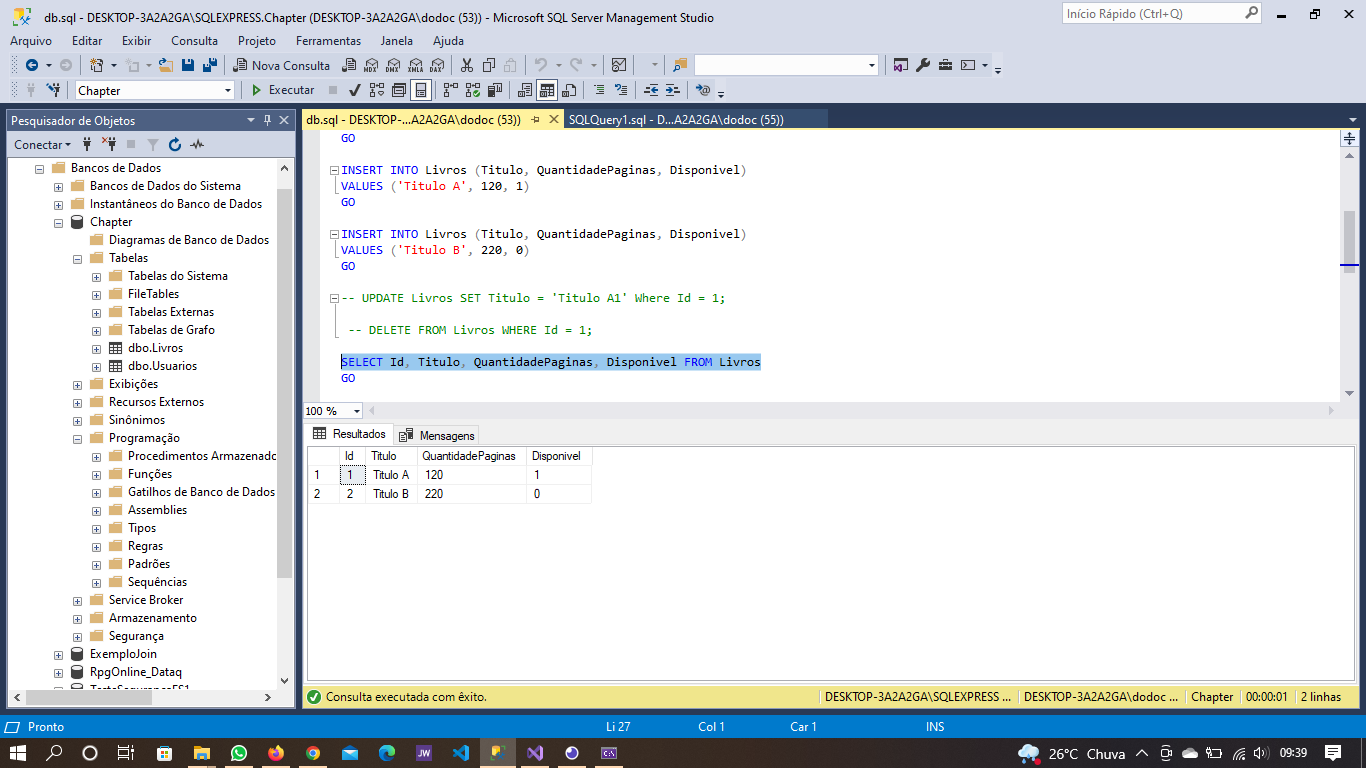 db.sql - DESKTOP-3A2A2GA\SQLEXPRESS.Chapter (DESKTOP-3A2A2GA\dodoc (53)) - Microsoft SQL Server Management Studio
Início Rápido (Ctrl+Q)
Arquivo Editar Exibir Consulta Projeto Ferramentas Janela Ajuda
Nova Consulta MDX DMX XMLA DAX
Chapter Executar
Pesquisador de Objetos
Conectar
Bancos de Dados
Bancos de Dados do Sistema
Instantâneos do Banco de Dados
Chapter
Diagramas de Banco de Dados
Tabelas
Tabelas do Sistema
FileTables
Tabelas Externas
Tabelas de Grafo
dbo.Livros
dbo.Usuarios
Exibições
Recursos Externos
Sinônimos
Programação
Procedimentos Armazenado
Funções
Gatilhos de Banco de Dados
Assemblies
Tipos
Regras
Padrões
Sequências
Service Broker
Armazenamento
Segurança
ExemploJoin
RpgOnline_Dataq
db.sql - DESKTOP-...A2A2GA\dodoc (53)) SQLQuery1.sql - D...A2GA\dodoc (55))
GO
INSERT INTO Livros (Titulo, QuantidadePaginas, Disponivel)
VALUES ('Titulo A', 120, 1)
GO
INSERT INTO Livros (Titulo, QuantidadePaginas, Disponivel)
VALUES ('Titulo B', 220, 0)
GO
-- UPDATE Livros SET Titulo = 'Titulo A1' Where Id = 1;
-- DELETE FROM Livros WHERE Id = 1;
SELECT Id, Titulo, QuantidadePaginas, Disponivel FROM Livros
GO
100 %
Resultados Mensagens
Id Titulo QuantidadePaginas Disponivel
1 1 Titulo A 120 1
2 2 Titulo B 220 0
Consulta executada com êxito. DESKTOP-3A2A2GA\SQLEXPRESS ... DESKTOP-3A2A2GA\dodoc ... Chapter 00:00:01 2 linhas
Pronto Li 27 Col 1 Car 1 INS
JW 26°C Chuva 09:39